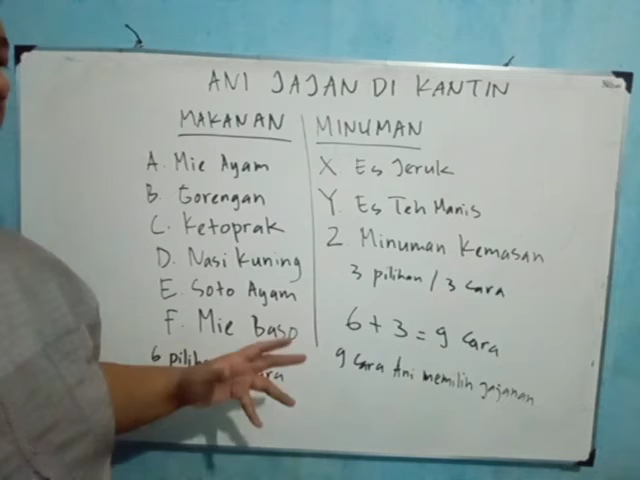 ANI JAJAN DI KANTIN
MAKANAN
A. Mie Ayam
B. Gorengan
C. Ketoprak
D. Nasi Kuning
E. Soto Ayam
F. Mie baso
6
MINUMAN
X Es Jeruk
Y. Es Teh Manis
Z Minuman Kemasan
3 pilihan / 3 cara
6 + 3 = 9 cara
9 cara Ani memilih jajanan